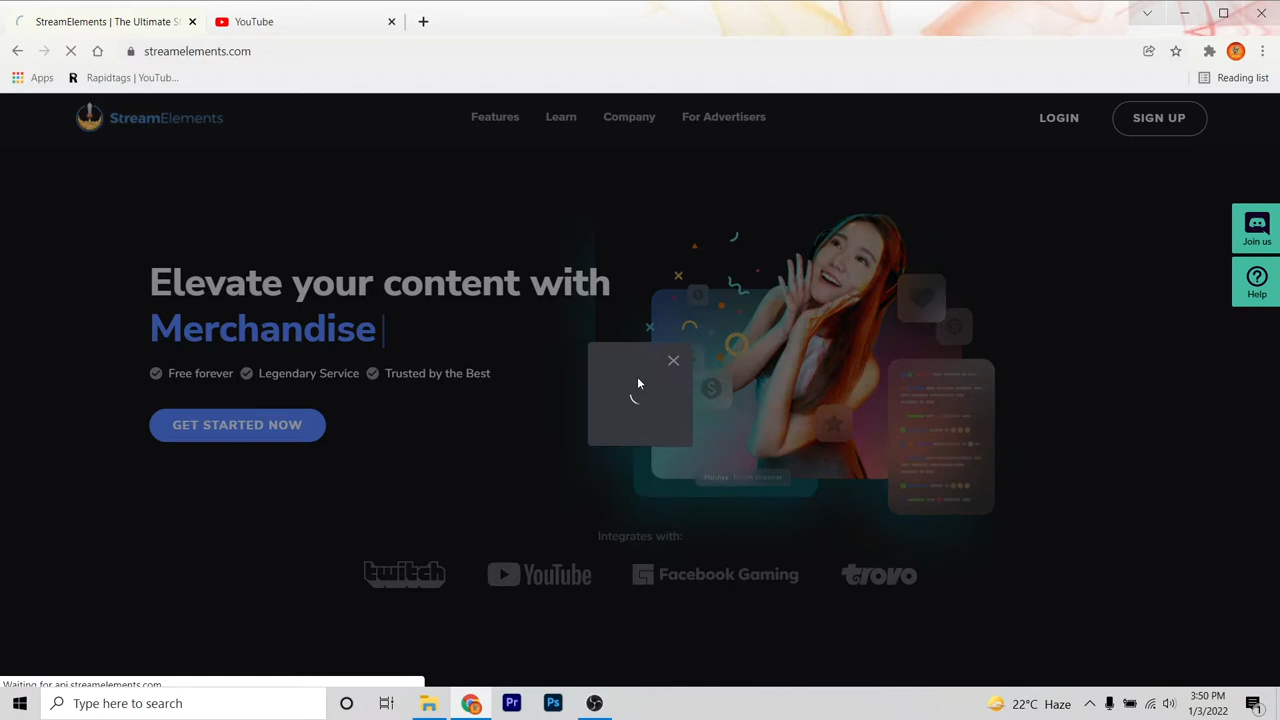 StreamElements | The Ultimate S
YouTube
streamelements.com
Apps
Rapidtags | YouTub...
Reading list
StreamElements
Features
Learn
Company
For Advertisers
LOGIN
SIGN UP
Join us
Help
Elevate your content with
Merchandise
Free forever
Legendary Service
Trusted by the Best
GET STARTED NOW
Integrates with:
twitch
YouTube
Facebook Gaming
trovo
Waiting for api.streamelements.com
Type here to search
Pr
Ps
22°C Haze
3:50 PM
1/3/2022
1